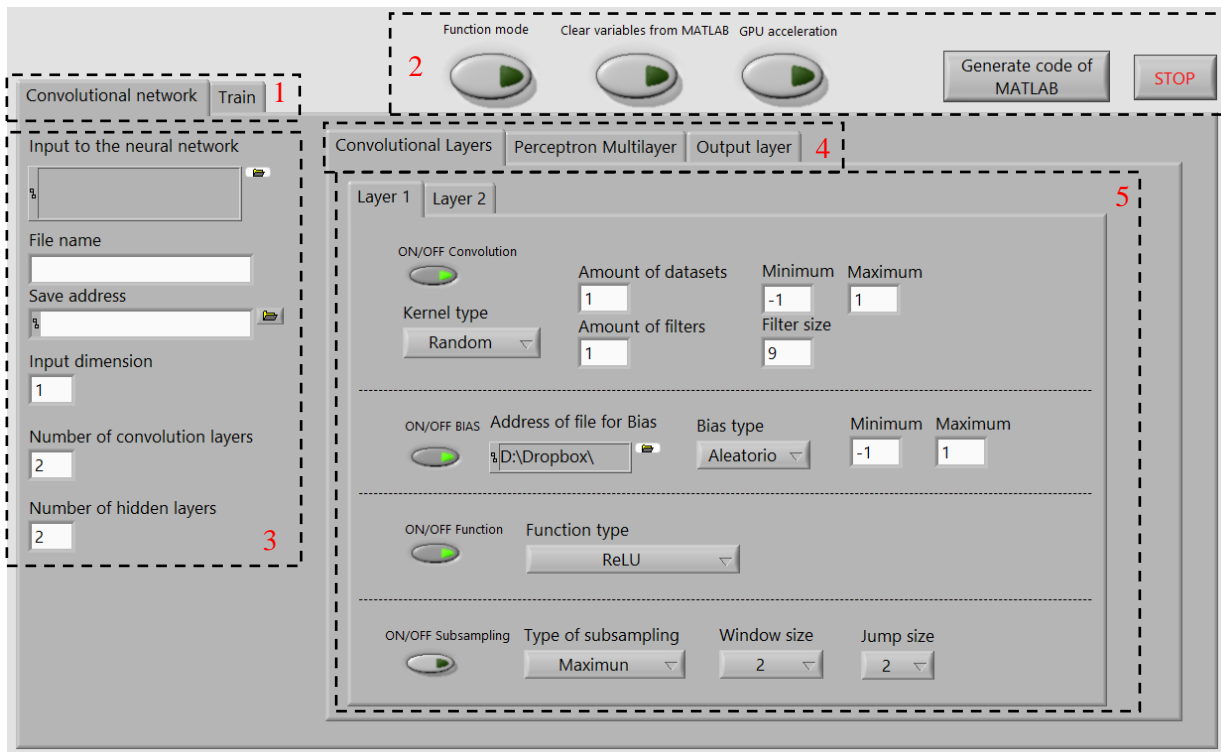 Function mode
Clear variables from MATLAB
GPU acceleration
2
Generate code of
MATLAB
STOP
Convolutional network
Train
1
Input to the neural network
File name
Save address
Input dimension
1
Number of convolution layers
2
Number of hidden layers
2
3
Convolutional Layers
Perceptron Multilayer
Output layer
4
5
Layer 1
Layer 2
ON/OFF Convolution
Kernel type
Random
Amount of datasets
1
Minimum
-1
Maximum
1
Amount of filters
1
Filter size
9
ON/OFF BIAS
Address of file for Bias
D:\Dropbox\
Bias type
Aleatorio
Minimum
-1
Maximum
1
ON/OFF Function
Function type
ReLU
ON/OFF Subsampling
Type of subsampling
Maximun
Window size
2
Jump size
2